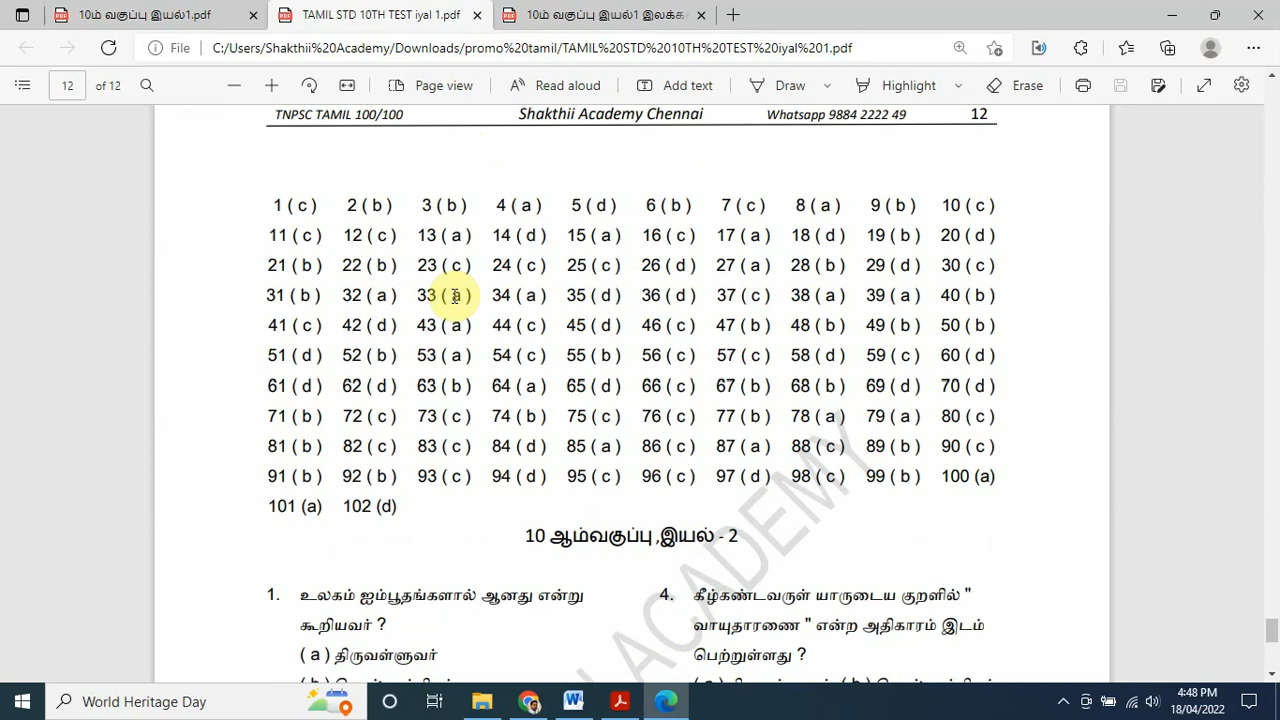 10ம் வகுப்பு இயல்1.pdf
TAMIL STD 10TH TEST iyal 1.pdf
10ம் வகுப்பு இயல்1 இலக்க
File
C:/Users/Shakthii%20Academy/Downloads/promo%20tamil/TAMIL%20STD%2010TH%20TEST%20iyal%201.pdf
12 of 12
Page view
Read aloud
Add text
Draw
Highlight
Erase
TNPSC TAMIL 100/100 Shakthii Academy Chennai Whatsapp 9884 2222 49 12
1 ( c ) 2 ( b ) 3 ( b ) 4 ( a ) 5 ( d ) 6 ( b ) 7 ( c ) 8 ( a ) 9 ( b ) 10 ( c )
11 ( c ) 12 ( c ) 13 ( a ) 14 ( d ) 15 ( a ) 16 ( c ) 17 ( a ) 18 ( d ) 19 ( b ) 20 ( d )
21 ( b ) 22 ( b ) 23 ( c ) 24 ( c ) 25 ( c ) 26 ( d ) 27 ( a ) 28 ( b ) 29 ( d ) 30 ( c )
31 ( b ) 32 ( a ) 33 ( a ) 34 ( a ) 35 ( d ) 36 ( d ) 37 ( c ) 38 ( a ) 39 ( a ) 40 ( b )
41 ( c ) 42 ( d ) 43 ( a ) 44 ( c ) 45 ( d ) 46 ( c ) 47 ( b ) 48 ( b ) 49 ( b ) 50 ( b )
51 ( d ) 52 ( b ) 53 ( a ) 54 ( c ) 55 ( b ) 56 ( c ) 57 ( c ) 58 ( d ) 59 ( c ) 60 ( d )
61 ( d ) 62 ( d ) 63 ( b ) 64 ( a ) 65 ( d ) 66 ( c ) 67 ( b ) 68 ( b ) 69 ( d ) 70 ( d )
71 ( b ) 72 ( c ) 73 ( c ) 74 ( b ) 75 ( c ) 76 ( c ) 77 ( b ) 78 ( a ) 79 ( a ) 80 ( c )
81 ( b ) 82 ( c ) 83 ( c ) 84 ( d ) 85 ( a ) 86 ( c ) 87 ( a ) 88 ( c ) 89 ( b ) 90 ( c )
91 ( b ) 92 ( b ) 93 ( c ) 94 ( d ) 95 ( c ) 96 ( c ) 97 ( d ) 98 ( c ) 99 ( b ) 100 (a)
101 (a) 102 (d)
10 ஆம்வகுப்பு ,இயல் - 2
1. உலகம் ஐம்பூதங்களால் ஆனது என்று
கூறியவர் ?
( a ) திருவள்ளுவர்
4. கீழ்கண்டவருள் யாருடைய குறளில் "
வாயுதாரணை " என்ற அதிகாரம் இடம்
பெற்றுள்ளது ?
ACADEMY
World Heritage Day
4:48 PM
18/04/2022